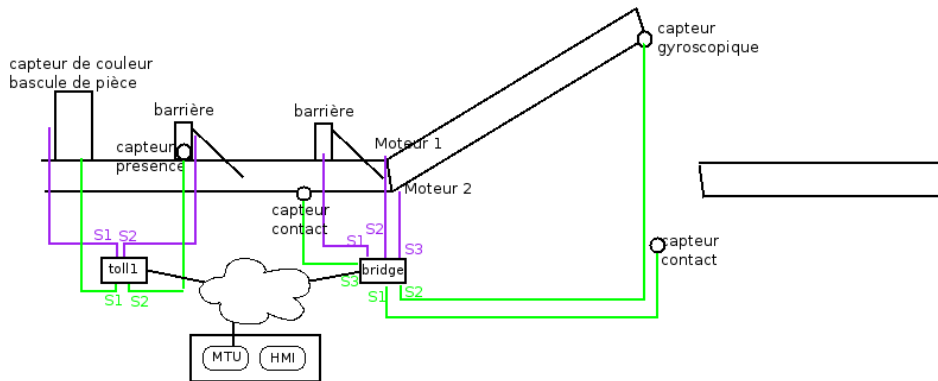 capteur
gyroscopique
capteur de couleur
bascule de pièce
barrière
barrière
capteur
présence
Moteur 1
Moteur 2
capteur
contact
S1 S2
S2
S1
S3
capteur
contact
toll1
bridge
S3
S1
S2
S1 S2
MTU
HMI